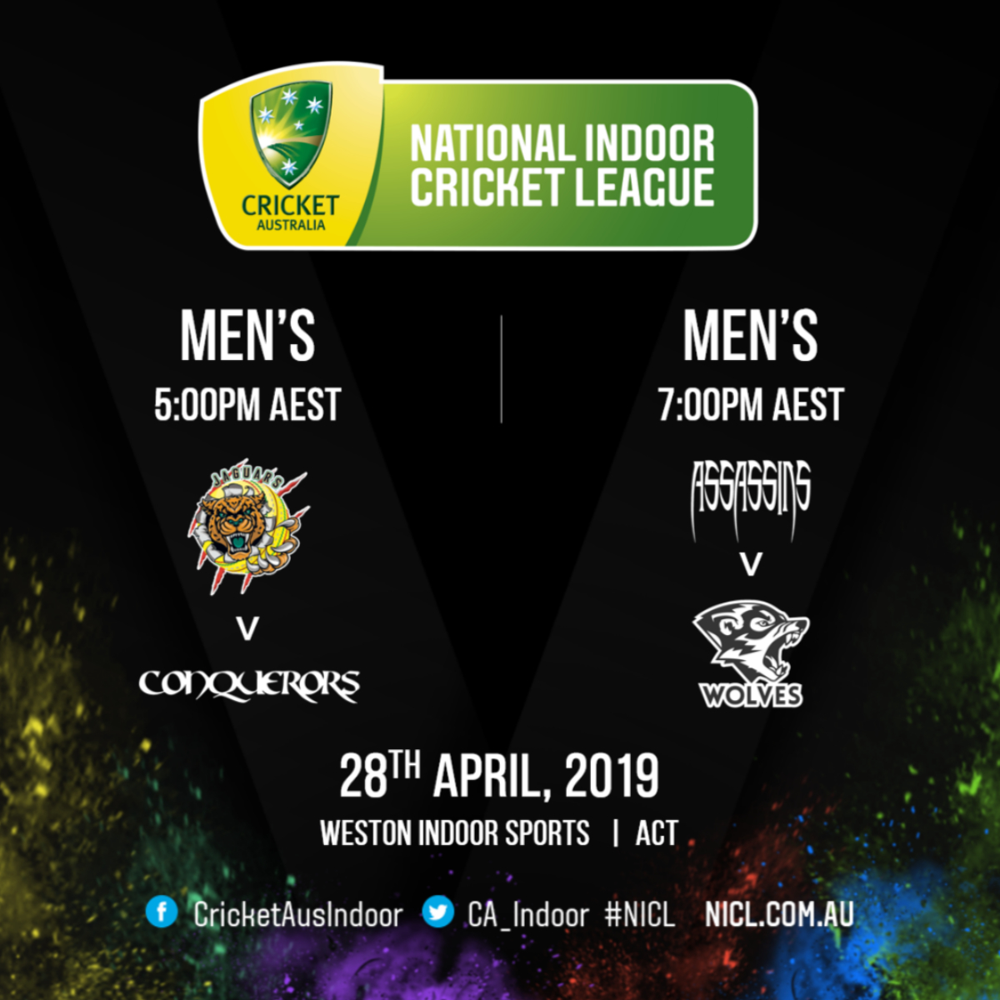 CRICKET
AUSTRALIA
NATIONAL INDOOR
CRICKET LEAGUE
MEN'S
5:00PM AEST
JAGUARS
V
CONQUERORS
MEN'S
7:00PM AEST
ASSASSINS
V
WOLVES
28TH APRIL, 2019
WESTON INDOOR SPORTS | ACT
f CricketAusIndoor CA_Indoor #NICL NICL.COM.AU